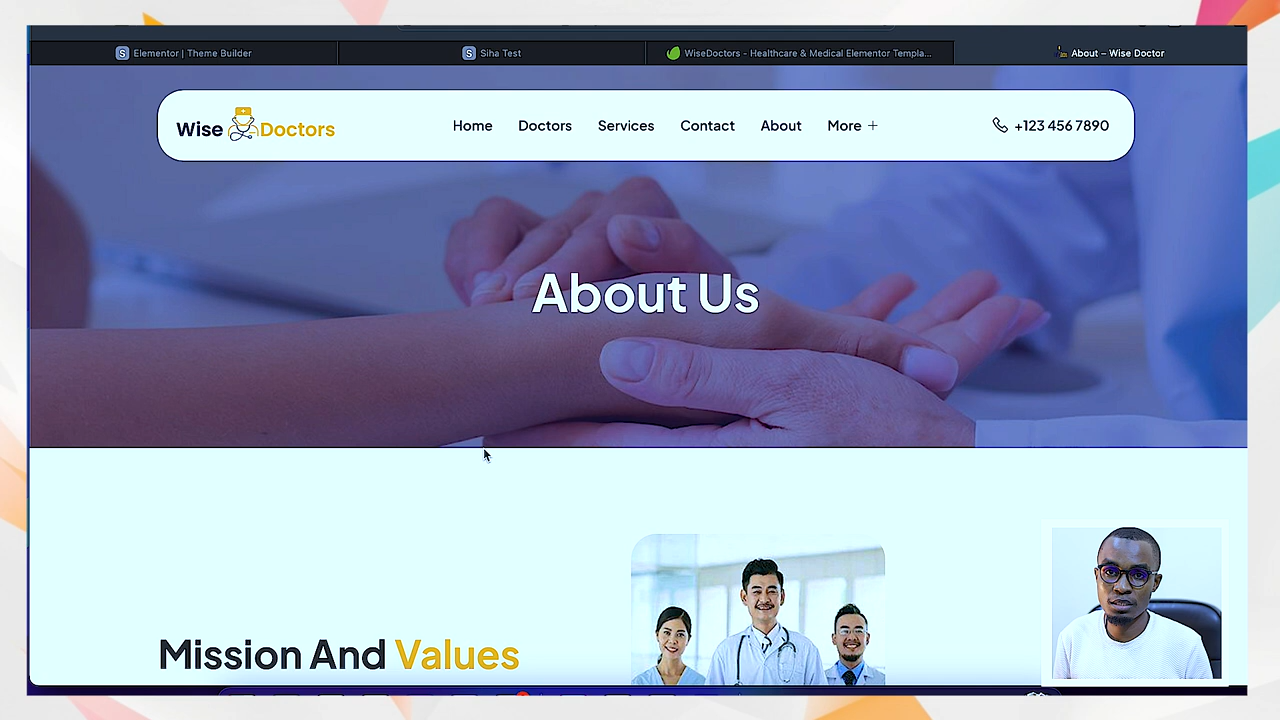 Elementor | Theme Builder
Siha Test
WiseDoctors - Healthcare & Medical Elementor Templa...
About – Wise Doctor
Wise Doctors
Home
Doctors
Services
Contact
About
More +
+123 456 7890
About Us
Mission And Values